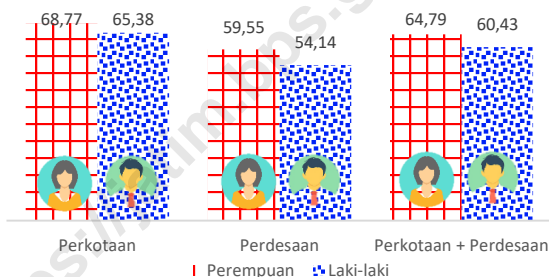 68,77 65,38 59,55 54,14 64,79 60,43
Perkotaan Perdesaan Perkotaan + Perdesaan
Perempuan Laki-laki